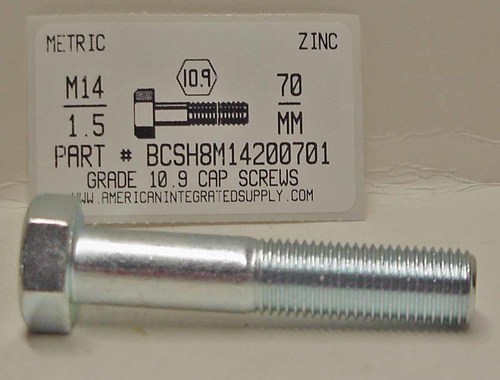 METRIC ZINC
10.9
M14 70
1.5 MM
PART # BCSH8M14200701
GRADE 10.9 CAP SCREWS
WWW.AMERICANINTEGRATEDSUPPLY.COM